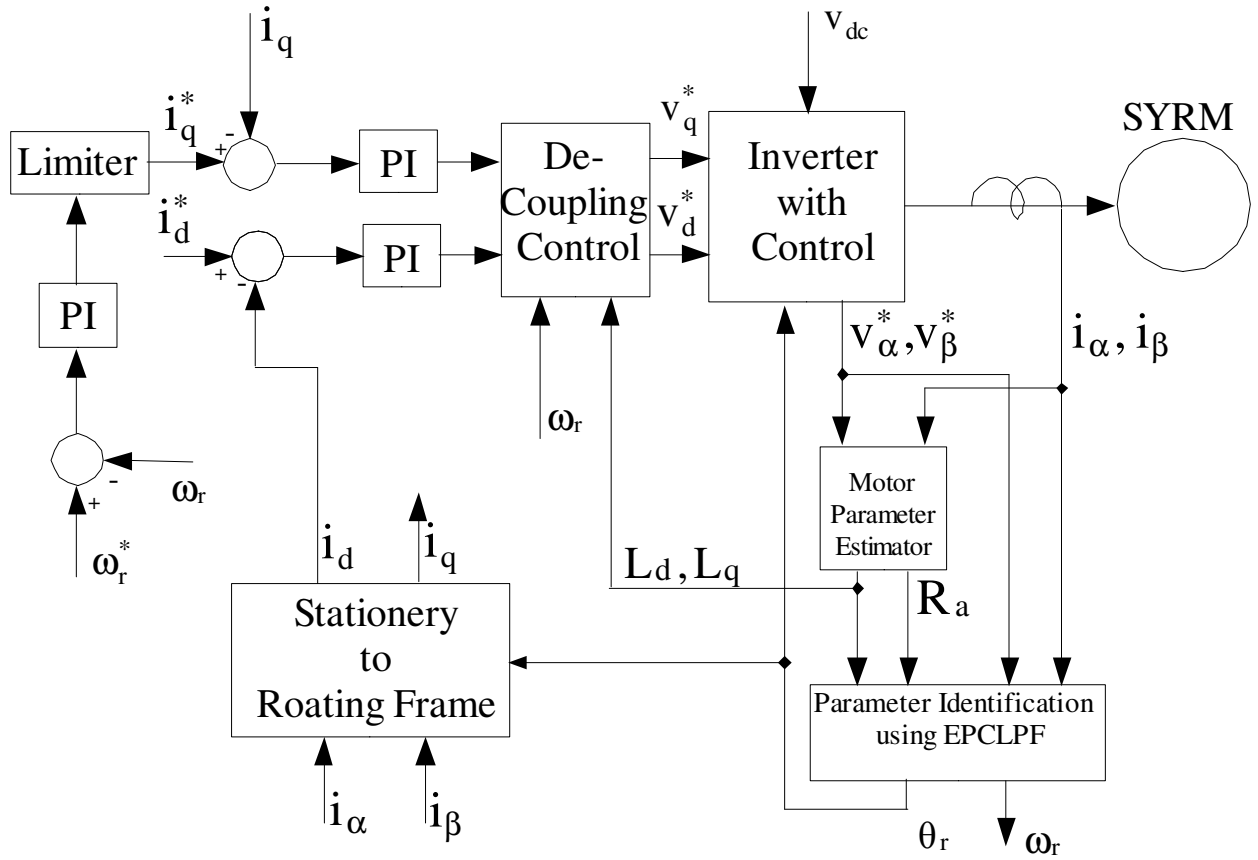 i_q
v_dc
i_q^*
v_q^*
SYRM
+
-
Limiter
PI
De-
Coupling
Control
Inverter
with
Control
i_d^*
v_d^*
+
-
PI
PI
v_α^*, v_β^*
i_α, i_β
ω_r
-
+
ω_r
ω_r^*
Motor
Parameter
Estimator
i_d
i_q
L_d, L_q
R_a
Stationery
to
Roating Frame
Parameter Identification
using EPCLPF
i_α
i_β
θ_r
ω_r